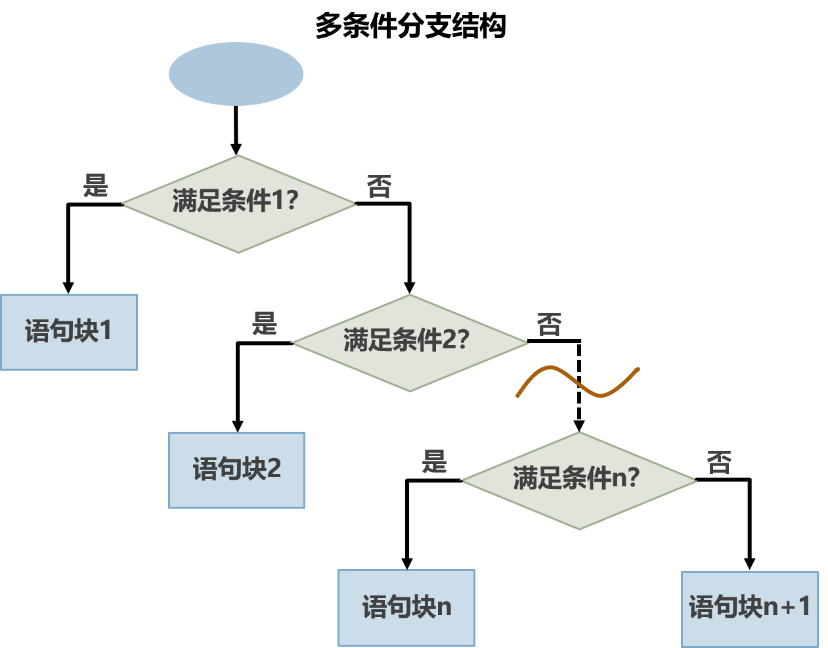 多条件分支结构
是
满足条件1?
否
语句块1
是
满足条件2?
否
语句块2
是
满足条件n?
否
语句块n
语句块n+1